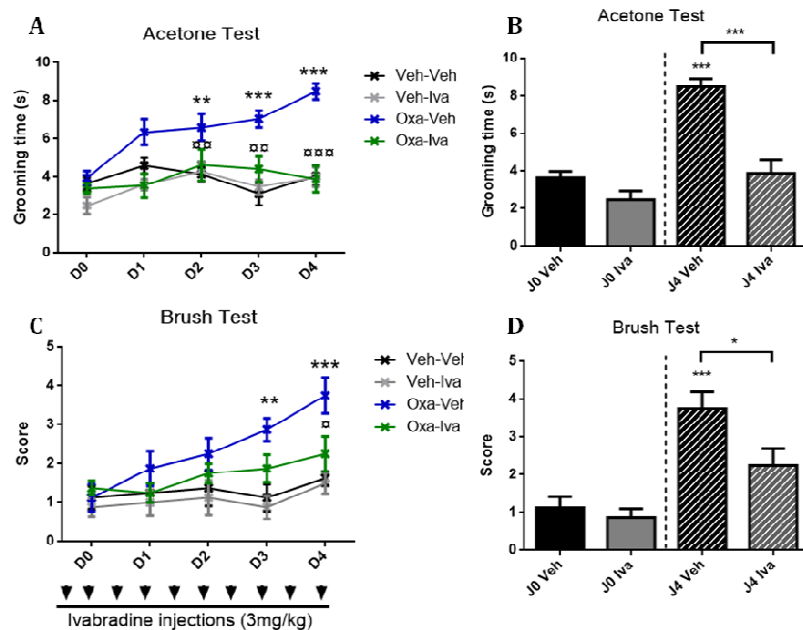 A
Acetone Test
Grooming time (s)
10
8
6
4
2
0
D0
D1
D2
D3
D4
**
***
***
¤¤
¤¤
¤¤¤
Veh-Veh
Veh-Iva
Oxa-Veh
Oxa-Iva
B
Acetone Test
Grooming time (s)
10
8
6
4
2
0
***
***
J0 Veh
J0 Iva
J4 Veh
J4 Iva
C
Brush Test
Score
5
4
3
2
1
0
D0
D1
D2
D3
D4
**
***
¤
Veh-Veh
Veh-Iva
Oxa-Veh
Oxa-Iva
Ivabradine injections (3mg/kg)
D
Brush Test
Score
5
4
3
2
1
0
***
*
J0 Veh
J0 Iva
J4 Veh
J4 Iva